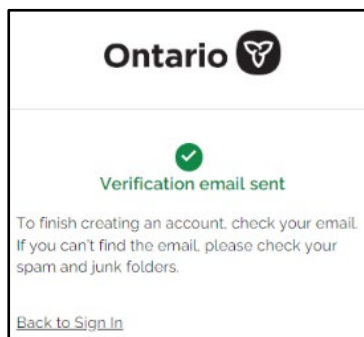 Ontario
Verification email sent
To finish creating an account, check your email.
If you can't find the email, please check your
spam and junk folders.
Back to Sign In